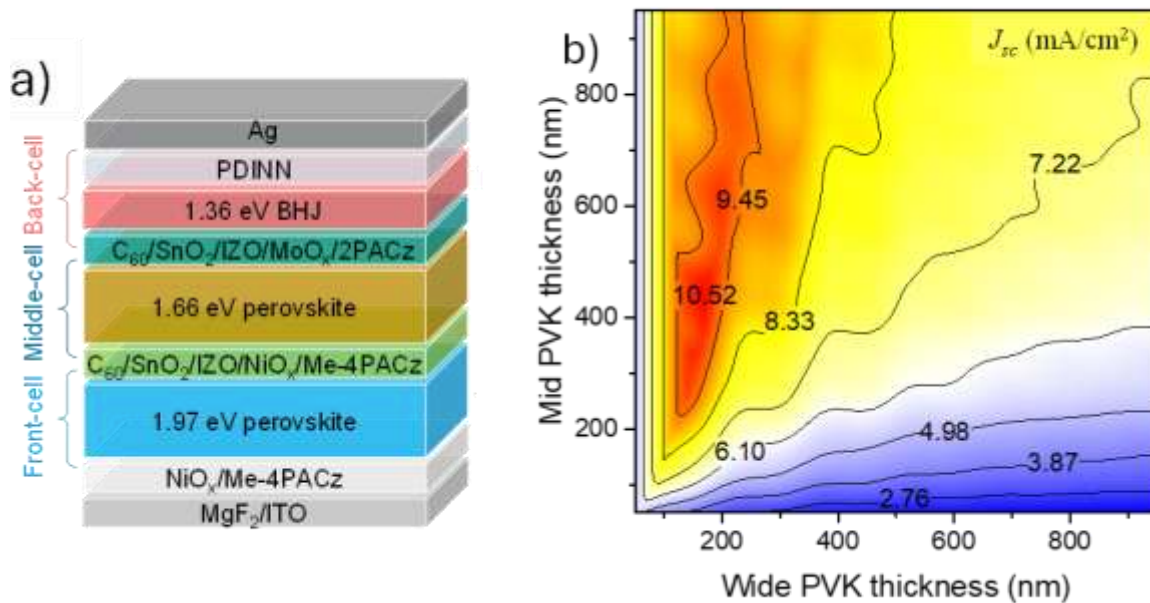 a)
Ag
PDINN
1.36 eV BHJ
C₆₀/SnO₂/IZO/MoOₓ/2PACz
1.66 eV perovskite
C₆₀/SnO₂/IZO/NiOₓ/Me-4PACz
1.97 eV perovskite
NiOₓ/Me-4PACz
MgF₂/ITO
Back-cell
Middle-cell
Front-cell
b)
Jsc (mA/cm²)
Mid PVK thickness (nm)
800
600
400
200
7.22
9.45
10.52
8.33
6.10
4.98
3.87
2.76
200 400 600 800
Wide PVK thickness (nm)